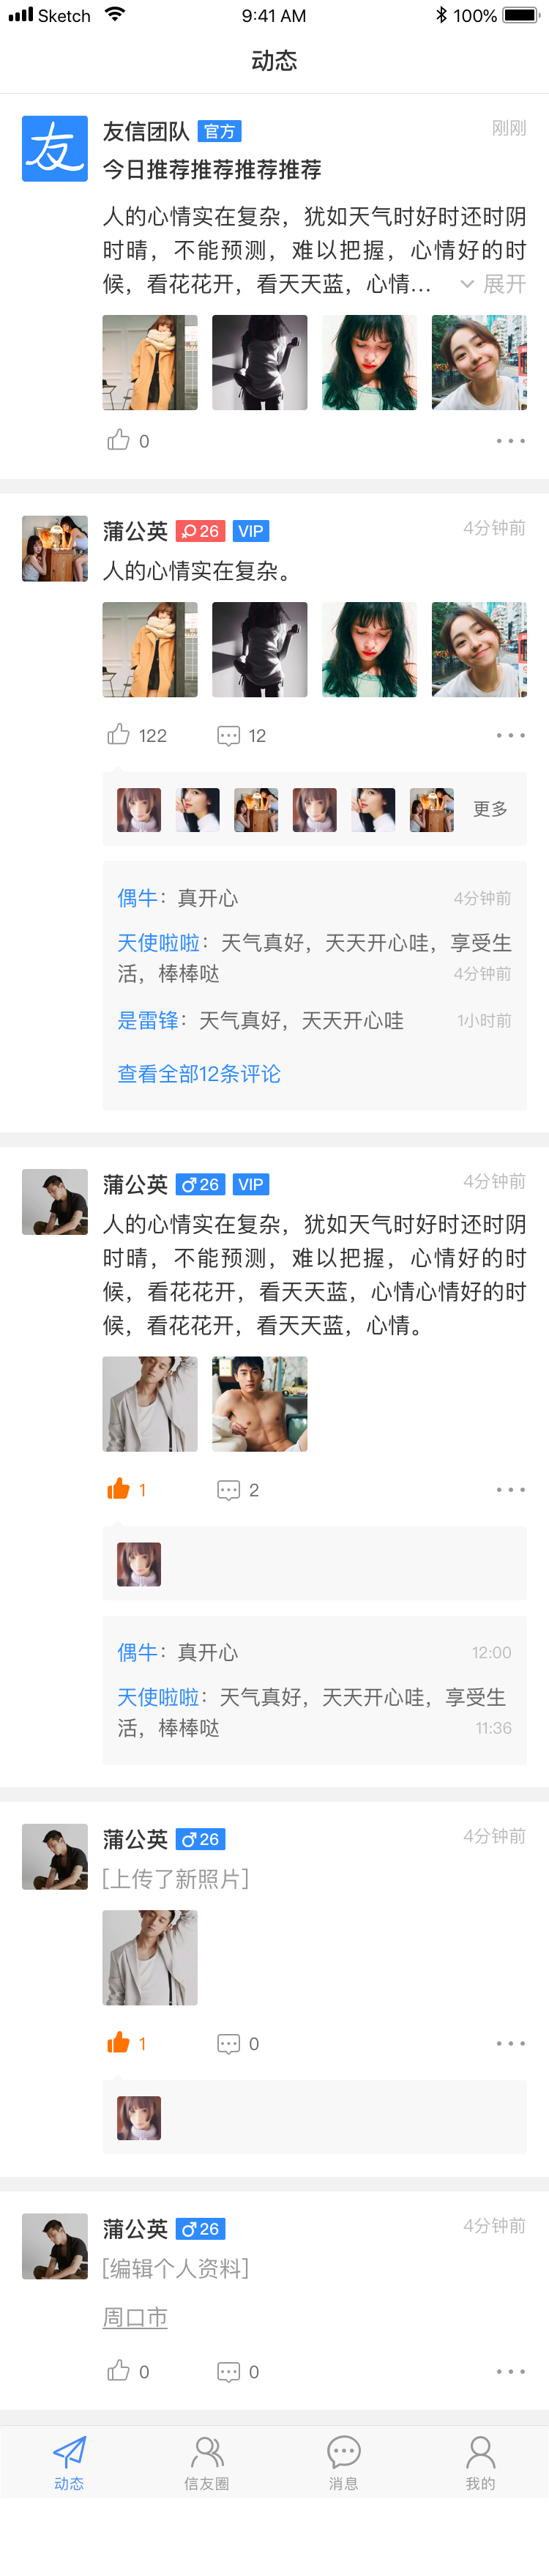 Sketch 9:41 AM 100%
动态
友信团队 官方 刚刚
今日推荐推荐推荐推荐
人的心情实在复杂，犹如天气时好时还时阴
时晴，不能预测，难以把握，心情好的时
候，看花花开，看天天蓝，心情... 展开
0
蒲公英 26 VIP 4分钟前
人的心情实在复杂。
122 12
更多
偶牛：真开心 4分钟前
天使啦啦：天气真好，天天开心哇，享受生
活，棒棒哒 4分钟前
是雷锋：天气真好，天天开心哇 1小时前
查看全部12条评论
蒲公英 26 VIP 4分钟前
人的心情实在复杂，犹如天气时好时还时阴
时晴，不能预测，难以把握，心情好的时
候，看花花开，看天天蓝，心情心情好的时
候，看花花开，看天天蓝，心情。
1 2
偶牛：真开心 12:00
天使啦啦：天气真好，天天开心哇，享受生
活，棒棒哒 11:36
蒲公英 26 4分钟前
[上传了新照片]
1 0
蒲公英 26 4分钟前
[编辑个人资料]
周口市
0 0
动态 信友圈 消息 我的